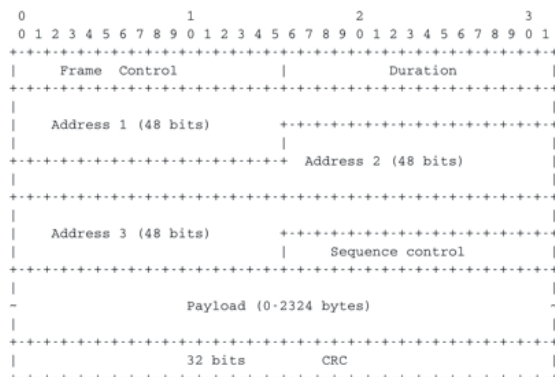 0 1 2 3
0 1 2 3 4 5 6 7 8 9 0 1 2 3 4 5 6 7 8 9 0 1 2 3 4 5 6 7 8 9 0 1
+-+-+-+-+-+-+-+-+-+-+-+-+-+-+-+-+-+-+-+-+-+-+-+-+-+-+-+-+-+-+-+-+
| Frame Control | Duration |
+-+-+-+-+-+-+-+-+-+-+-+-+-+-+-+-+-+-+-+-+-+-+-+-+-+-+-+-+-+-+-+-+
| |
| Address 1 (48 bits) +-+-+-+-+-+-+-+-+-+-+-+-+-+-+-+-+
| | |
+-+-+-+-+-+-+-+-+-+-+-+-+-+-+-+-+ Address 2 (48 bits) |
| |
+-+-+-+-+-+-+-+-+-+-+-+-+-+-+-+-+-+-+-+-+-+-+-+-+-+-+-+-+-+-+-+-+
| |
| Address 3 (48 bits) +-+-+-+-+-+-+-+-+-+-+-+-+-+-+-+-+
| | Sequence control |
+-+-+-+-+-+-+-+-+-+-+-+-+-+-+-+-+-+-+-+-+-+-+-+-+-+-+-+-+-+-+-+-+
| |
~ Payload (0-2324 bytes) ~
| |
+-+-+-+-+-+-+-+-+-+-+-+-+-+-+-+-+-+-+-+-+-+-+-+-+-+-+-+-+-+-+-+-+
| 32 bits CRC |
+-+-+-+-+-+-+-+-+-+-+-+-+-+-+-+-+-+-+-+-+-+-+-+-+-+-+-+-+-+-+-+-+